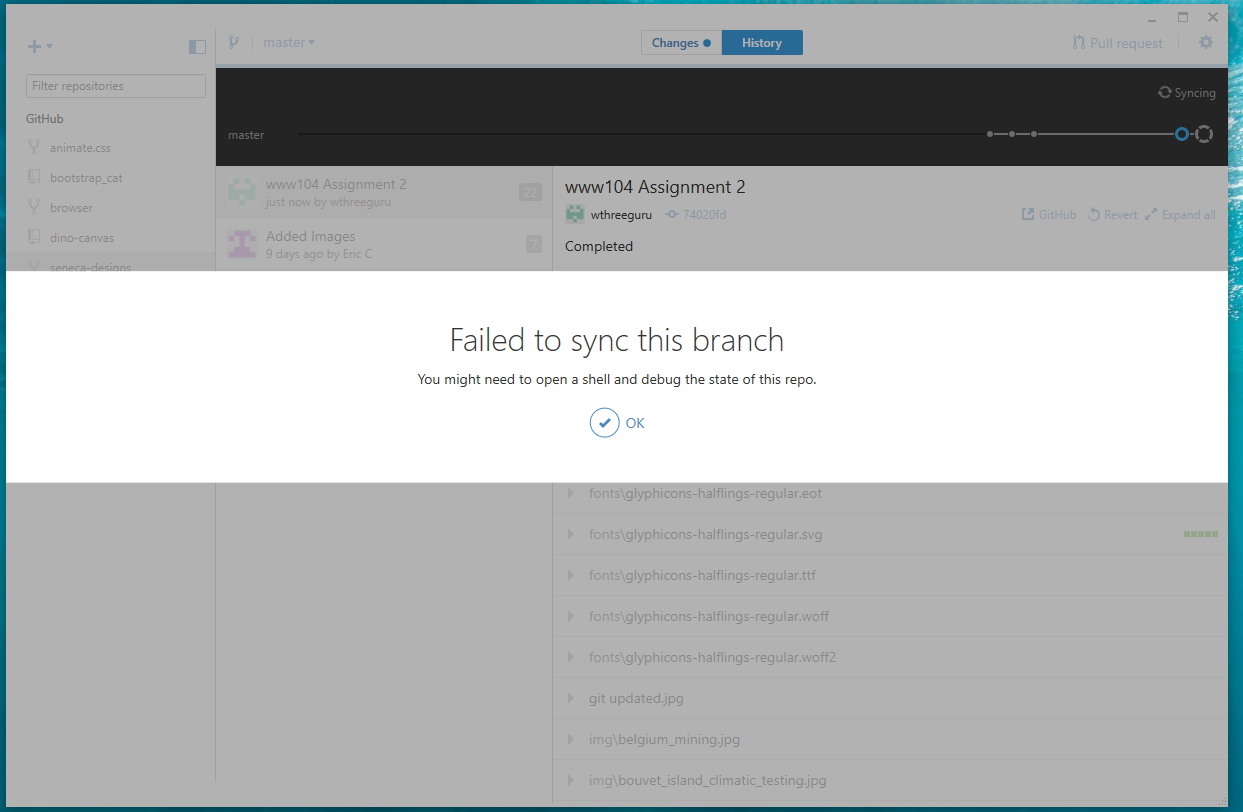 master
Changes
History
Pull request
Filter repositories
GitHub
animate.css
bootstrap_cat
browser
dino-canvas
seneca-designs
Syncing
master
www104 Assignment 2
22
just now by wthreeguru
Added Images
7
9 days ago by Eric C
www104 Assignment 2
wthreeguru 74020fd
GitHub Revert Expand all
Completed
Failed to sync this branch
You might need to open a shell and debug the state of this repo.
OK
fonts\glyphicons-halflings-regular.eot
fonts\glyphicons-halflings-regular.svg
fonts\glyphicons-halflings-regular.ttf
fonts\glyphicons-halflings-regular.woff
fonts\glyphicons-halflings-regular.woff2
git updated.jpg
img\belgium_mining.jpg
img\bouvet_island_climatic_testing.jpg